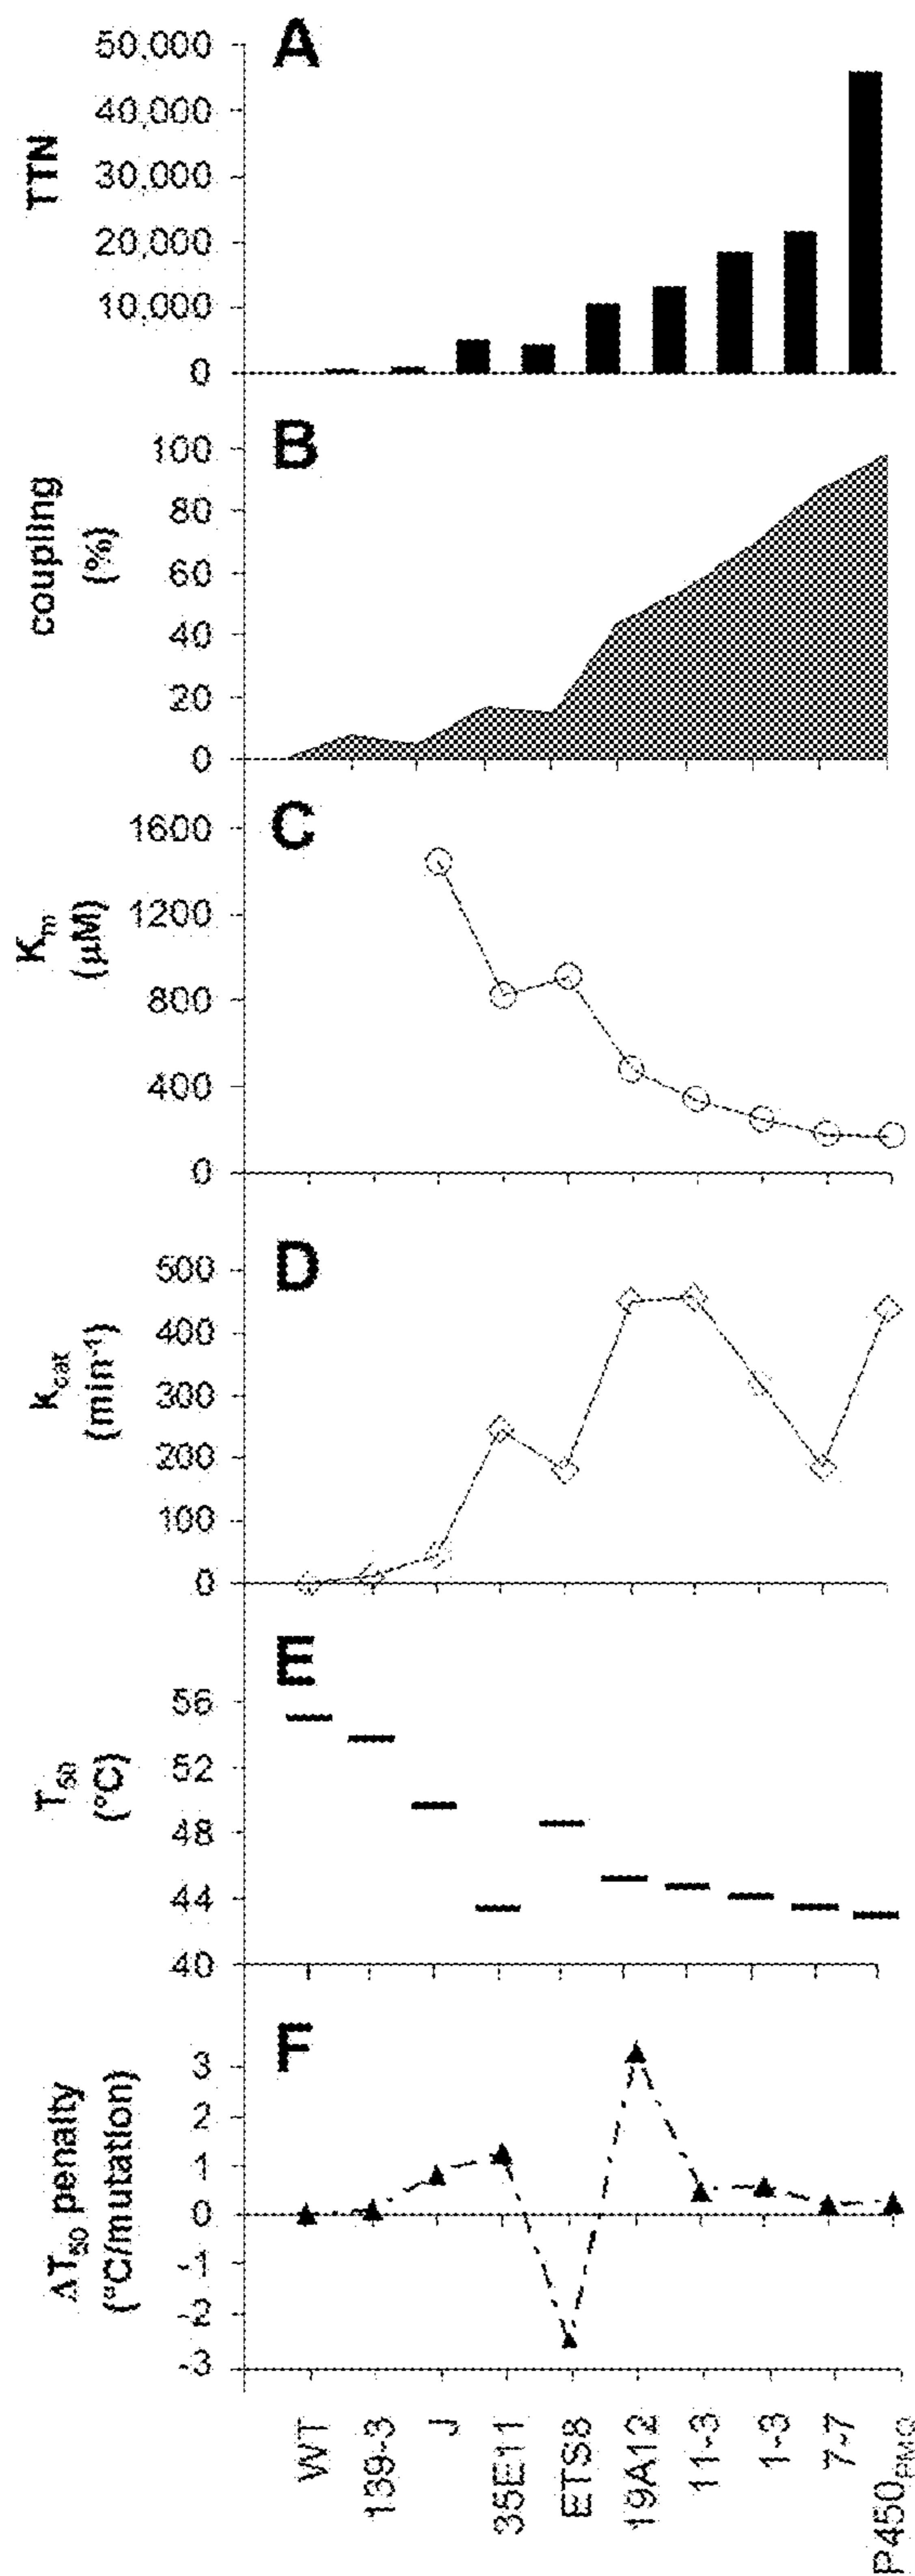 A
TTN
50,000
40,000
30,000
20,000
10,000
0
B
coupling
(%)
100
80
60
40
20
0
C
Km
(μM)
1600
1200
800
400
0
D
kcat
(min-1)
500
400
300
200
100
0
E
T50
(°C)
56
52
48
44
40
F
ΔT50 penalty
(°C/mutation)
3
2
1
0
-1
-2
-3
WT
139-3
J
35E11
ETS8
19A12
11-3
1-3
7-7
P450PMO